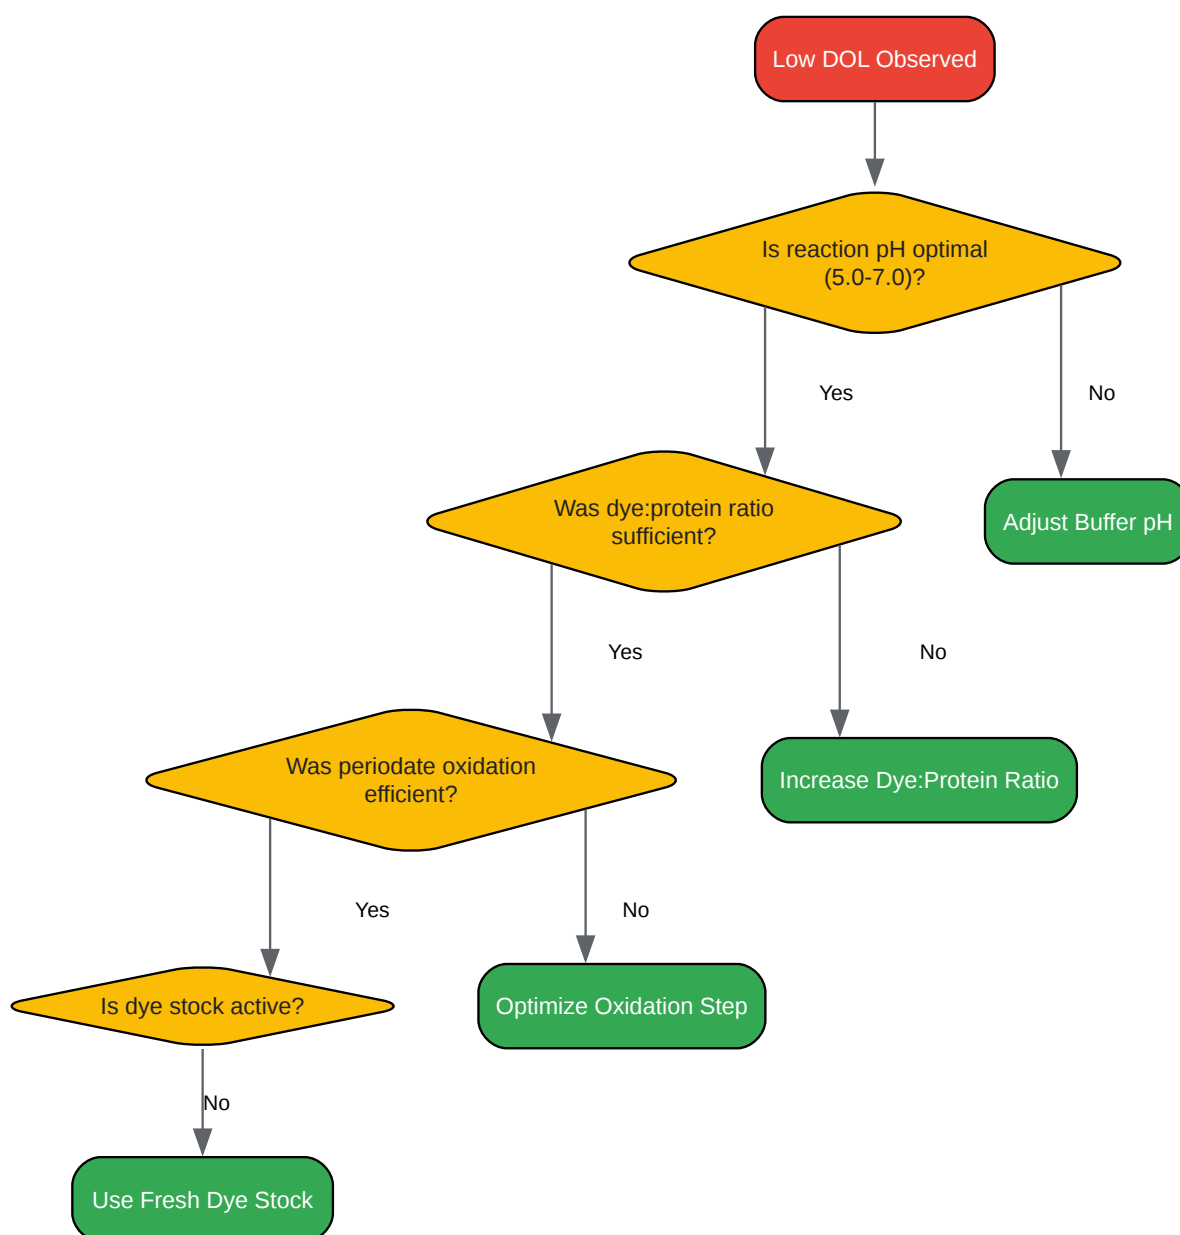 Low DOL Observed
Is reaction pH optimal
(5.0-7.0)?
Yes
No
Was dye:protein ratio
sufficient?
Adjust Buffer pH
Yes
No
Was periodate oxidation
efficient?
Increase Dye:Protein Ratio
Yes
No
Is dye stock active?
Optimize Oxidation Step
No
Use Fresh Dye Stock